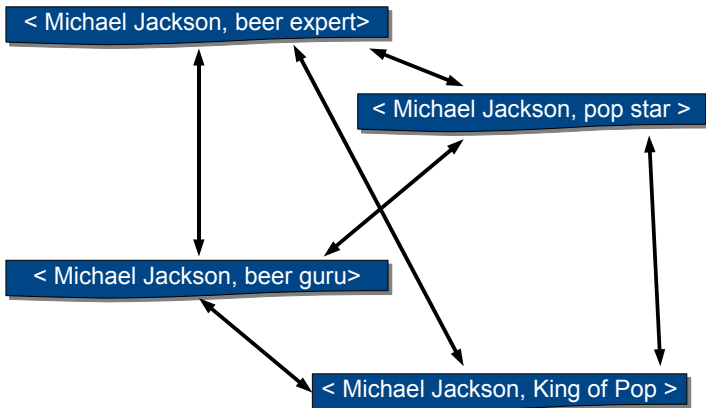 < Michael Jackson, beer expert>
< Michael Jackson, pop star >
< Michael Jackson, beer guru>
< Michael Jackson, King of Pop >